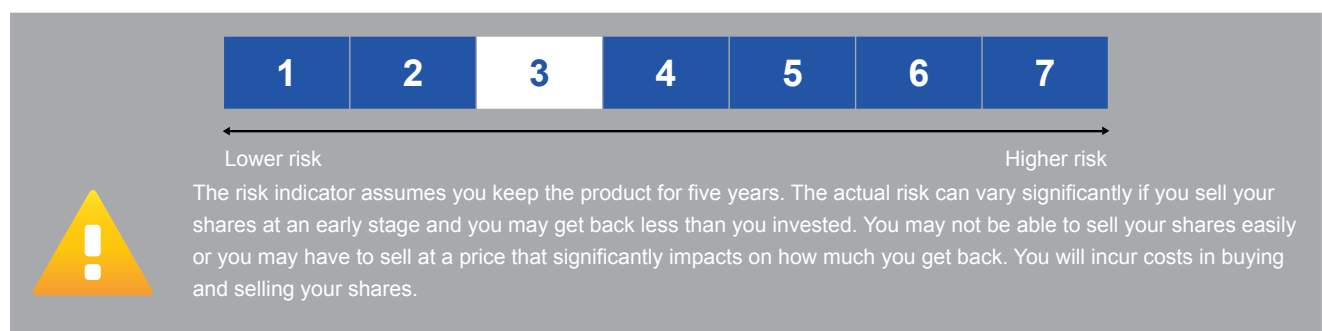 1 2 3 4 5 6 7
Lower risk Higher risk
The risk indicator assumes you keep the product for five years. The actual risk can vary significantly if you sell your
shares at an early stage and you may get back less than you invested. You may not be able to sell your shares easily
or you may have to sell at a price that significantly impacts on how much you get back. You will incur costs in buying
and selling your shares.